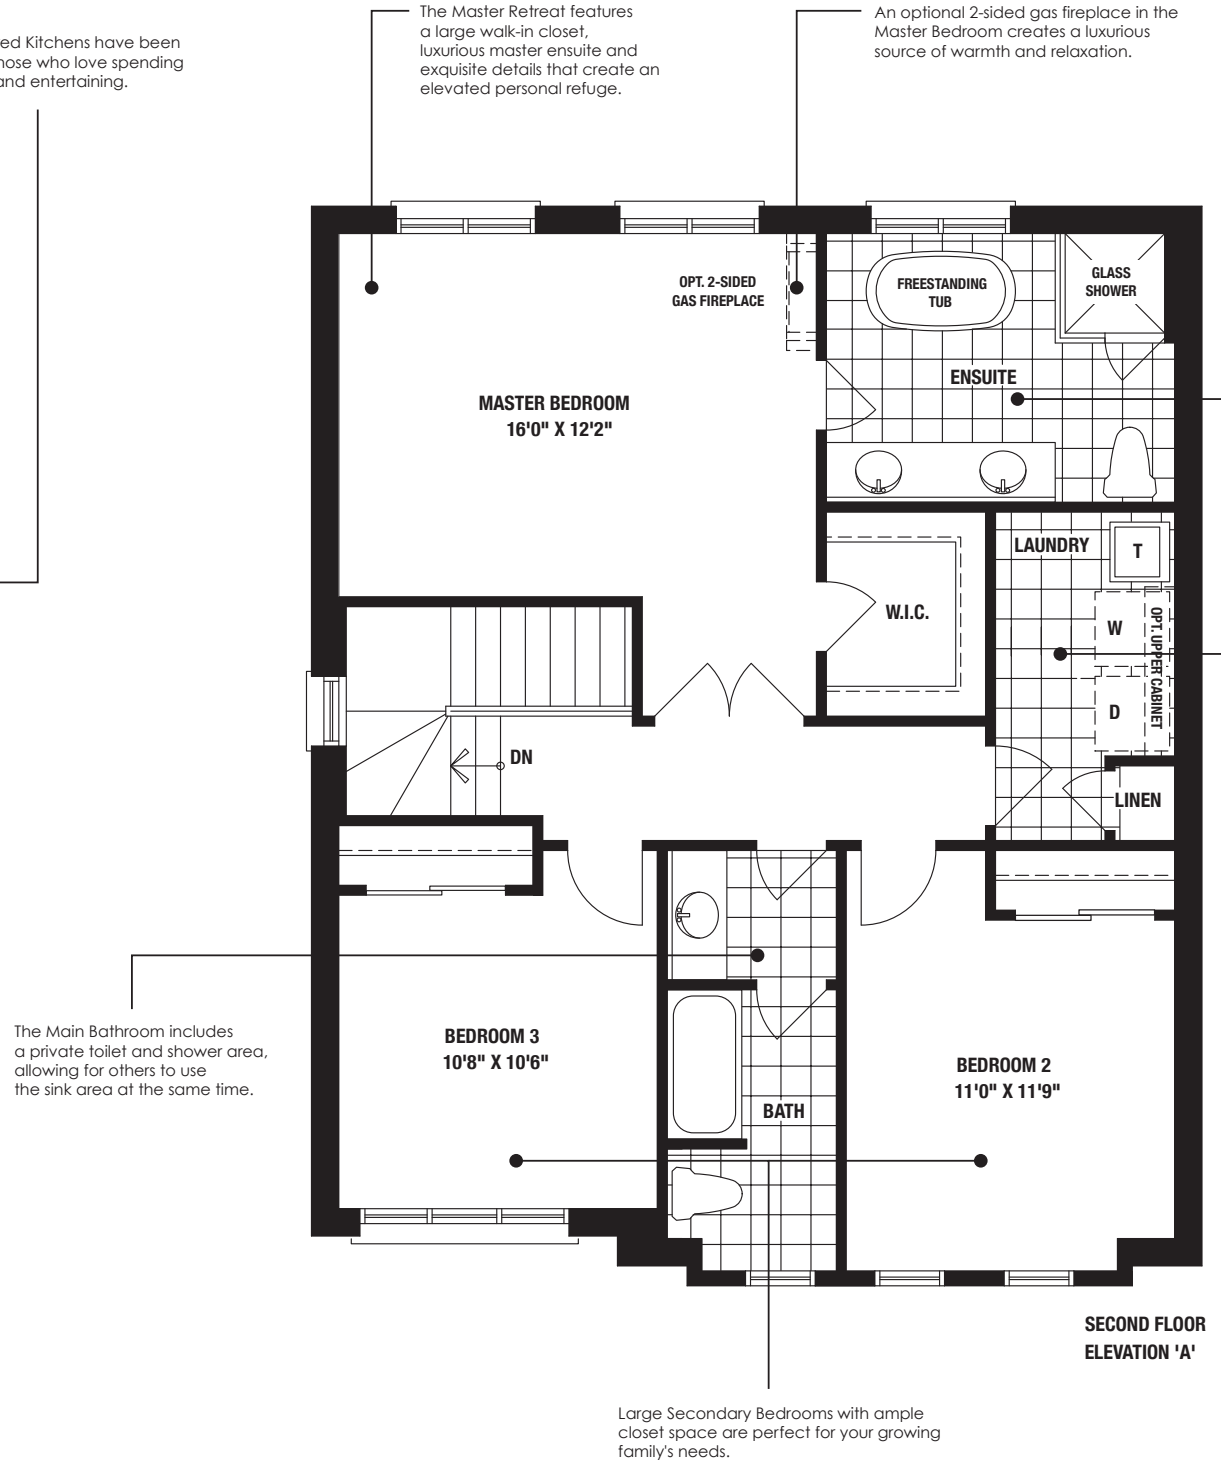 ed Kitchens have been
hose who love spending
and entertaining.
The Master Retreat features
a large walk-in closet,
luxurious master ensuite and
exquisite details that create an
elevated personal refuge.
An optional 2-sided gas fireplace in the
Master Bedroom creates a luxurious
source of warmth and relaxation.
OPT. 2-SIDED
GAS FIREPLACE
FREESTANDING
TUB
GLASS
SHOWER
ENSUITE
MASTER BEDROOM
16'0" X 12'2"
LAUNDRY
T
W.I.C.
W
OPT. UPPER CABINET
D
DN
LINEN
The Main Bathroom includes
a private toilet and shower area,
allowing for others to use
the sink area at the same time.
BEDROOM 3
10'8" X 10'6"
BATH
BEDROOM 2
11'0" X 11'9"
SECOND FLOOR
ELEVATION 'A'
Large Secondary Bedrooms with ample
closet space are perfect for your growing
family's needs.